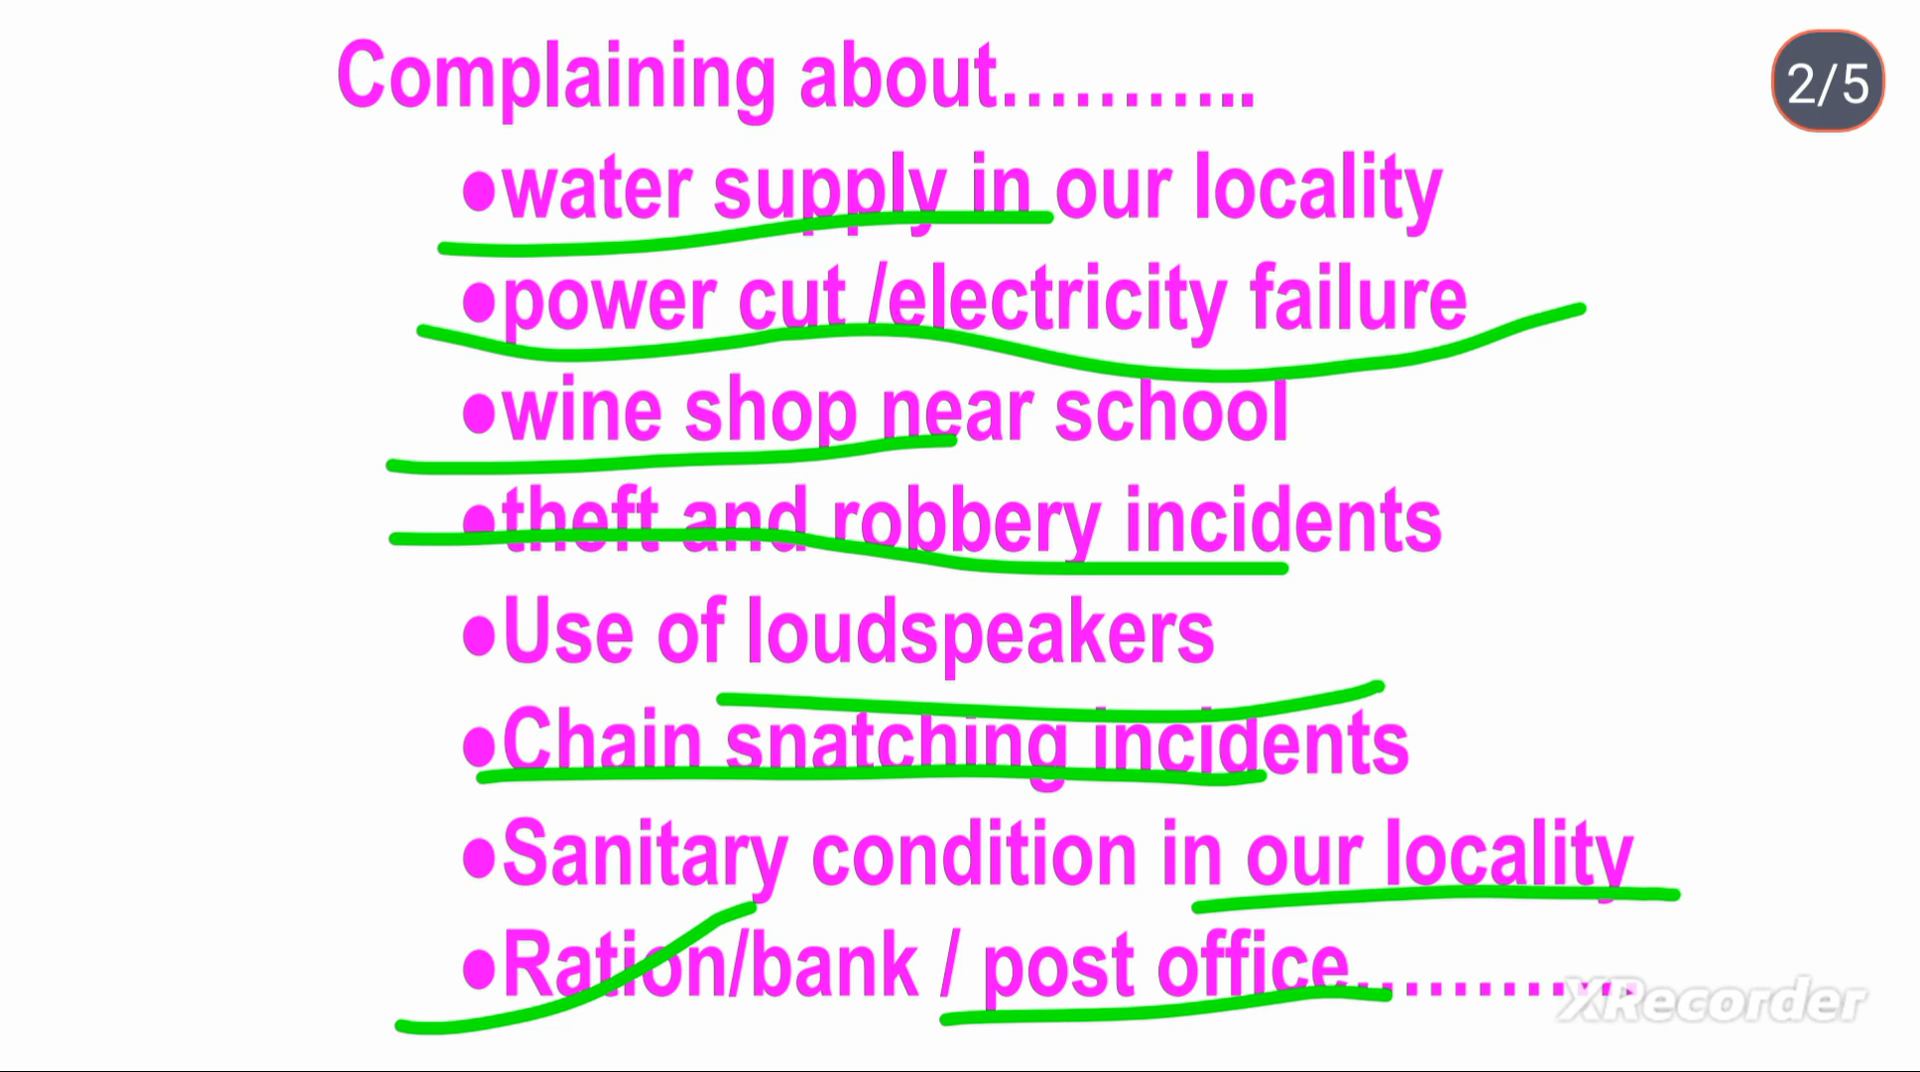 Complaining about………..
2/5
●water supply in our locality
●power cut /electricity failure
●wine shop near school
●theft and robbery incidents
●Use of loudspeakers
●Chain snatching incidents
●Sanitary condition in our locality
●Ration/bank / post office…………
XRecorder